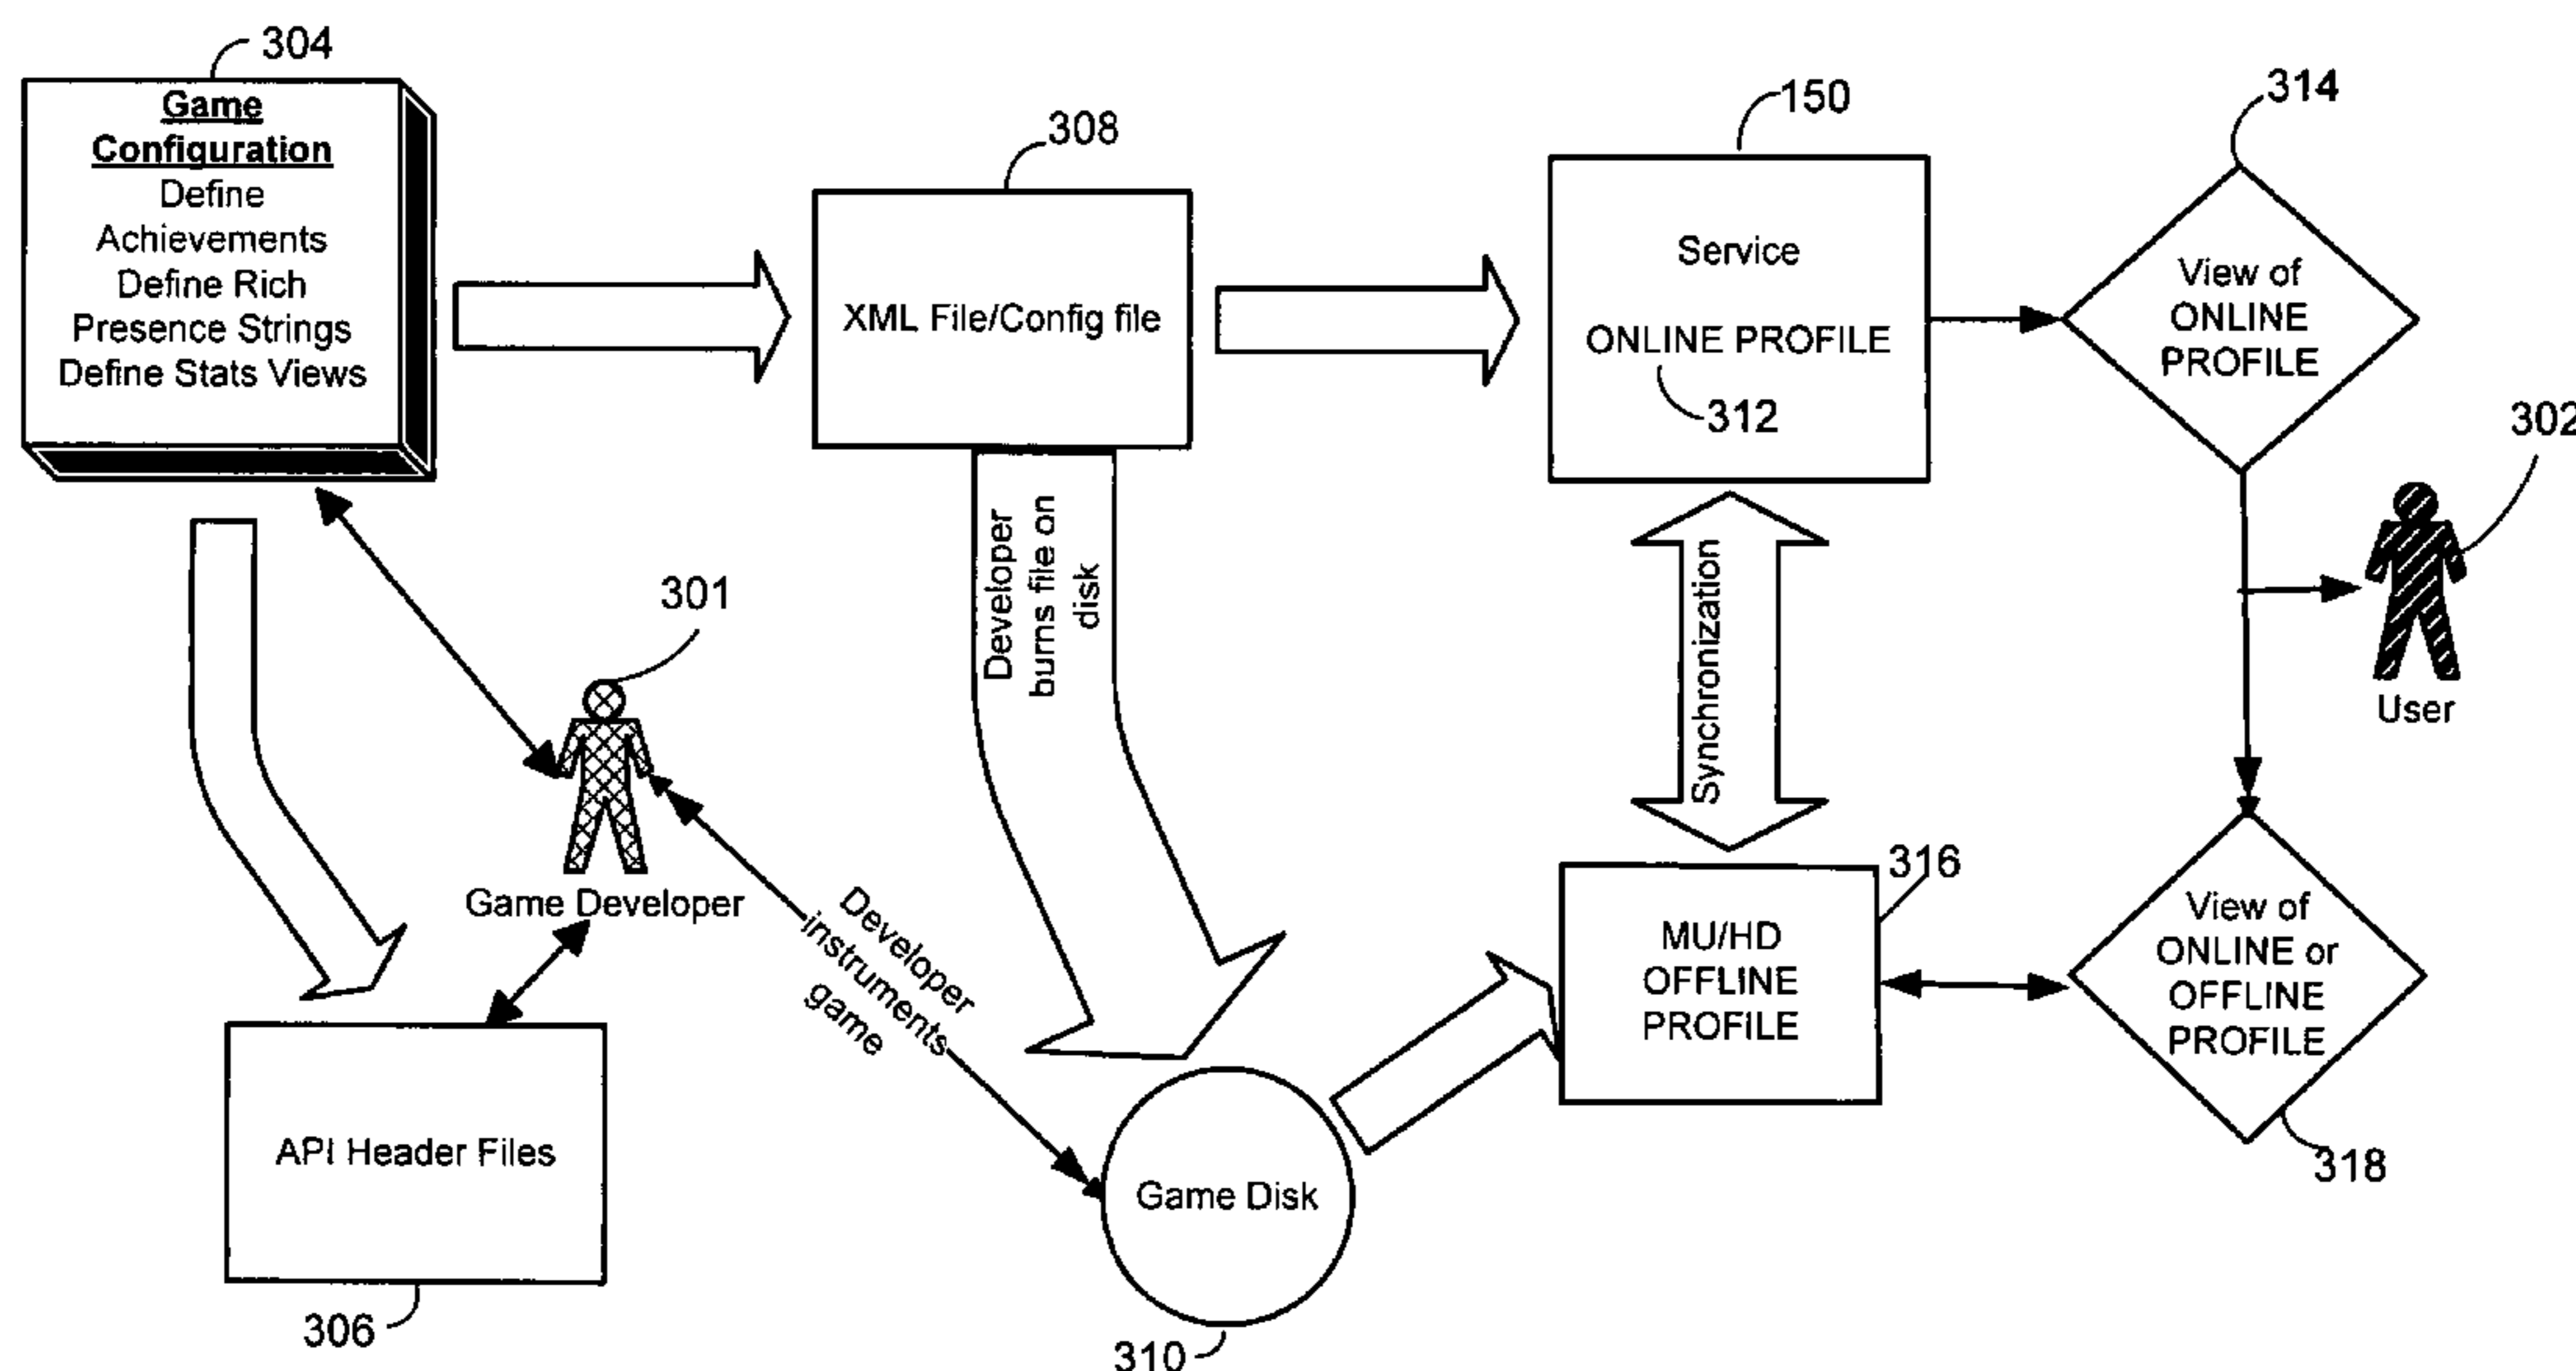 304
Game
Configuration
Define
Achievements
Define Rich
Presence Strings
Define Stats Views
308
XML File/Config file
150
Service
ONLINE PROFILE
312
314
View of
ONLINE
PROFILE
302
User
301
Game Developer
Developer
burns file on
disk
Synchronization
Developer
instruments
game
API Header Files
306
Game Disk
310
316
MU/HD
OFFLINE
PROFILE
View of
ONLINE or
OFFLINE
PROFILE
318